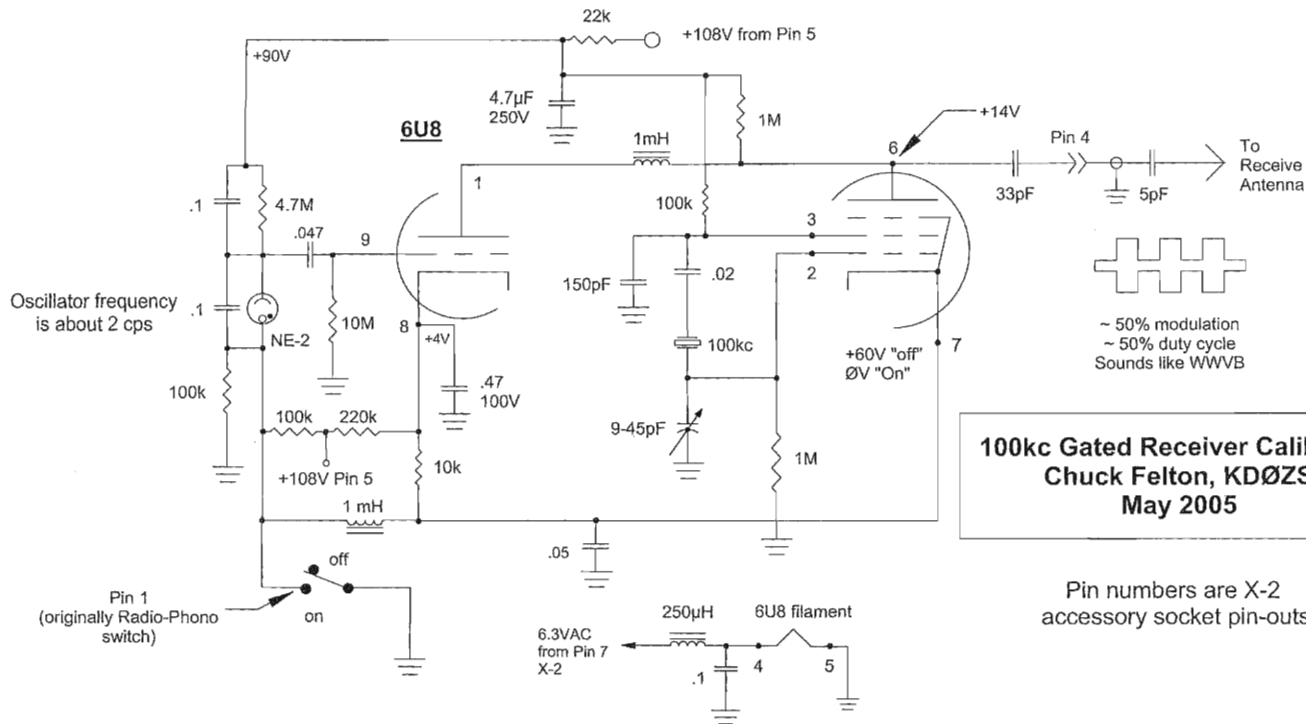 22k
+108V from Pin 5
+90V
4.7µF
250V
1M
+14V
6U8
1mH
6
Pin 4
To
Receive
Antenna
1
33pF
5pF
.1
4.7M
100k
.047
9
3
2
.02
150pF
Oscillator frequency
is about 2 cps
.1
NE-2
10M
8
+4V
100kc
7
+60V "off"
ØV "On"
~ 50% modulation
~ 50% duty cycle
Sounds like WWVB
100k
.47
100V
100k
220k
9-45pF
1M
10k
+108V Pin 5
1 mH
100kc Gated Receiver Cali
Chuck Felton, KDØZS
May 2005
.05
off
on
Pin 1
(originally Radio-Phono
switch)
Pin numbers are X-2
accessory socket pin-outs
250µH
6U8 filament
6.3VAC
from Pin 7
X-2
4
5
.1